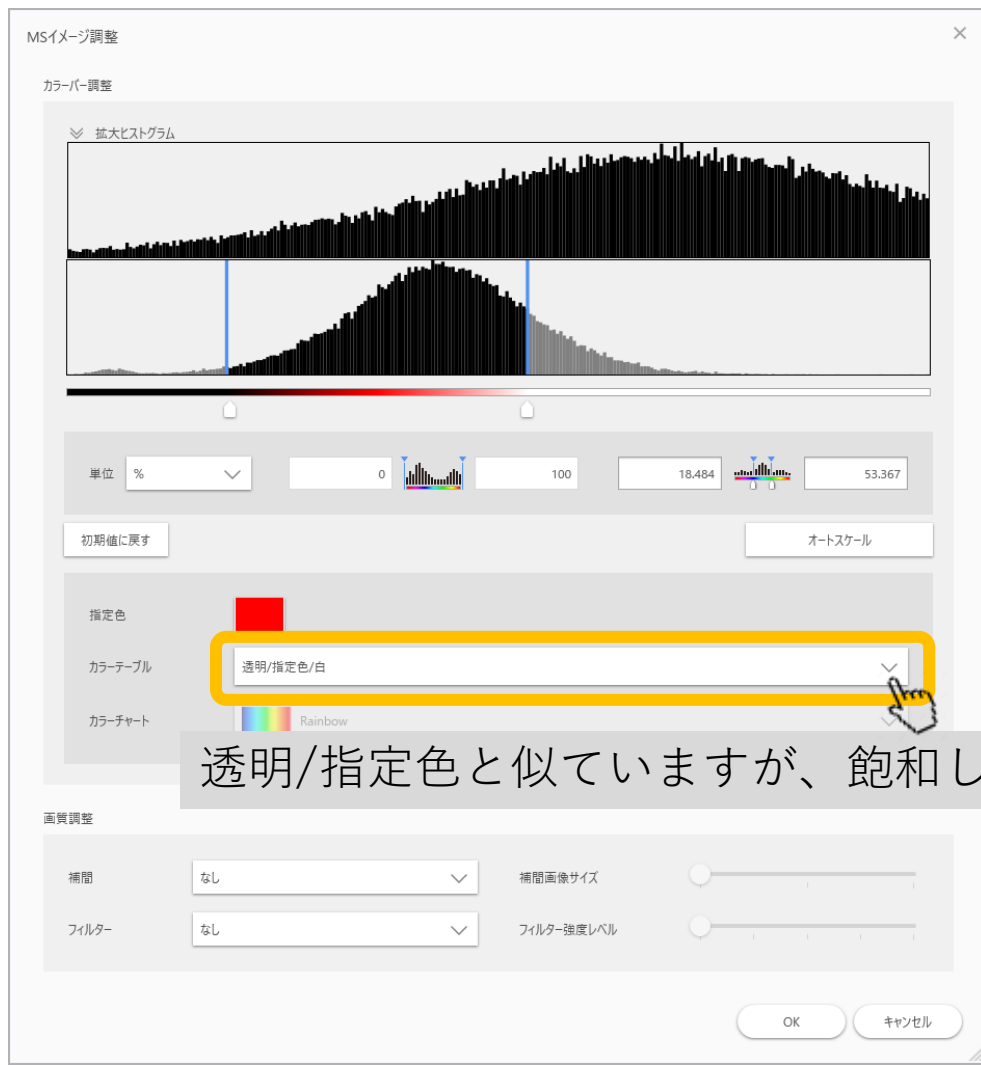 MSイメージ調整
カラーバー調整
拡大ヒストグラム
単位 % 0 100 18.484 53.367
初期値に戻す オートスケール
指定色
カラーテーブル 透明/指定色/白
カラーチャート Rainbow
透明/指定色と似ていますが、飽和し
画質調整
補間 なし 補間画像サイズ
フィルター なし フィルター強度レベル
OK キャンセル